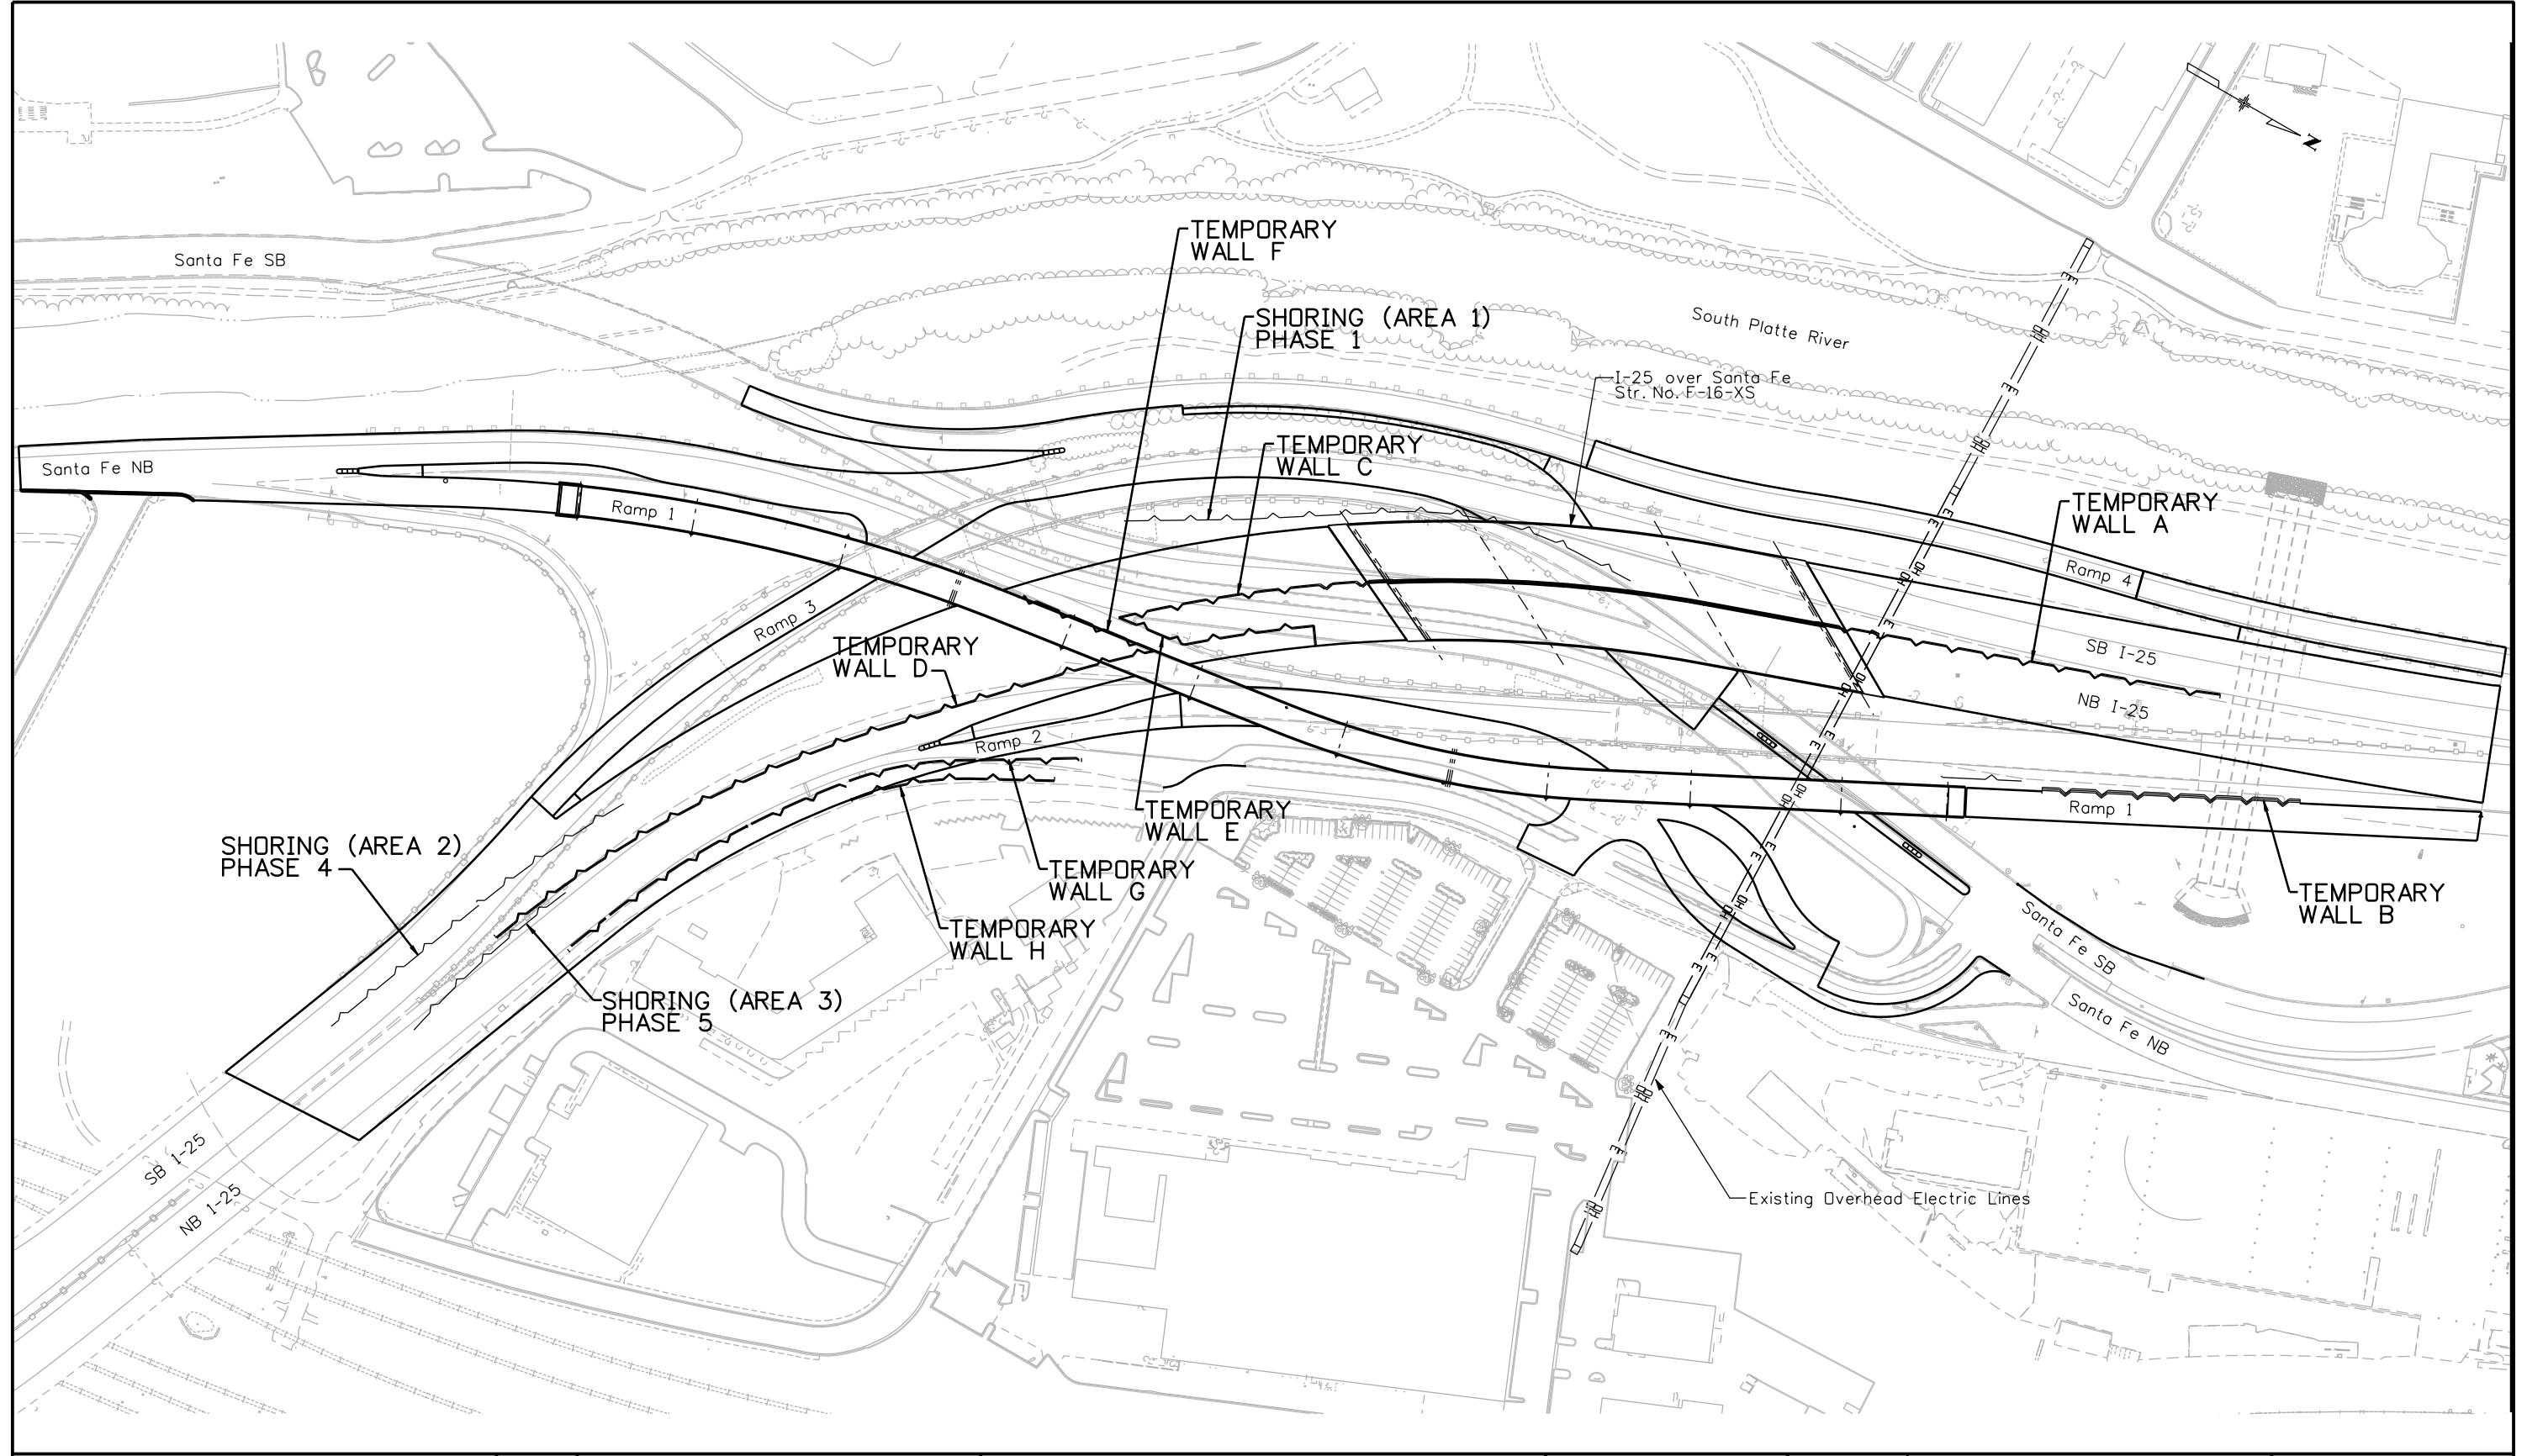 N
TEMPORARY
WALL F
Santa Fe SB
SHORING (AREA 1)
PHASE 1
South Platte River
I-25 over Santa Fe
Str. No. F-16-XS
TEMPORARY
WALL C
Santa Fe NB
TEMPORARY
WALL A
Ramp 1
Ramp 4
Ramp 3
TEMPORARY
WALL D
SB I-25
NB I-25
Ramp 2
Ramp 1
TEMPORARY
WALL E
SHORING (AREA 2)
PHASE 4
TEMPORARY
WALL G
TEMPORARY
WALL B
TEMPORARY
WALL H
Santa Fe SB
SHORING (AREA 3)
PHASE 5
Santa Fe NB
SB 1-25
NB 1-25
Existing Overhead Electric Lines